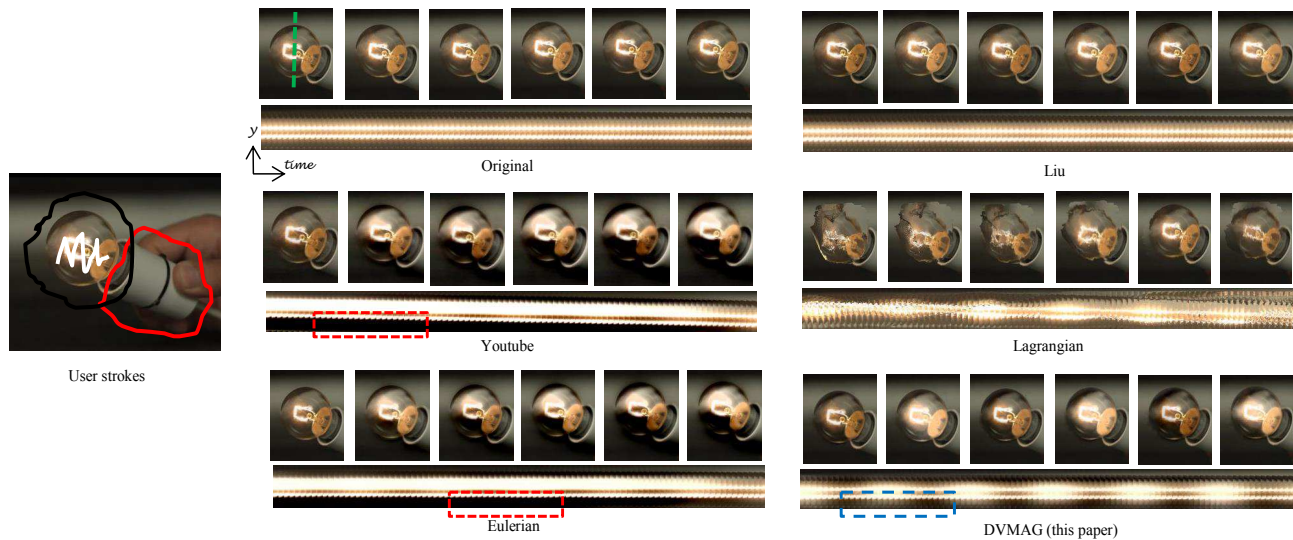 y
time
Original
Liu
User strokes
Youtube
Lagrangian
Eulerian
DVMAG (this paper)